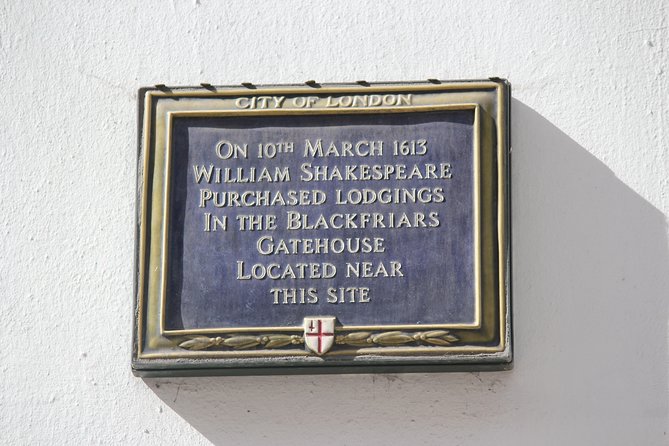 CITY OF LONDON
ON 10TH MARCH 1613
WILLIAM SHAKESPEARE
PURCHASED LODGINGS
IN THE BLACKFRIARS
GATEHOUSE
LOCATED NEAR
THIS SITE